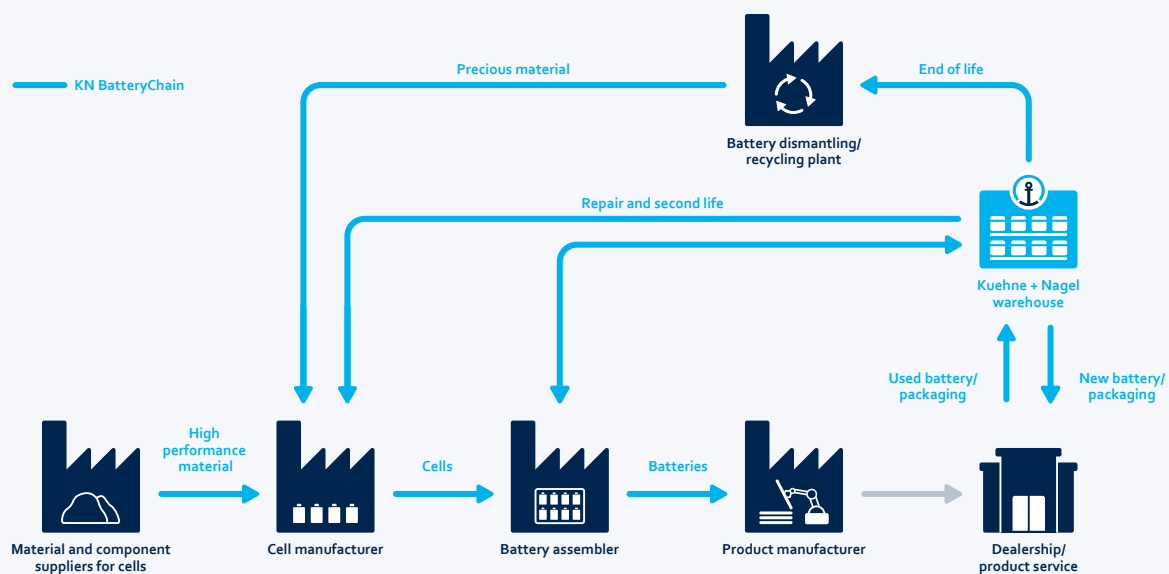 KN BatteryChain
Precious material
End of life
Battery dismantling/
recycling plant
Repair and second life
Kuehne + Nagel
warehouse
Used battery/
packaging
New battery/
packaging
High
performance
material
Cells
Batteries
Material and component
suppliers for cells
Cell manufacturer
Battery assembler
Product manufacturer
Dealership/
product service